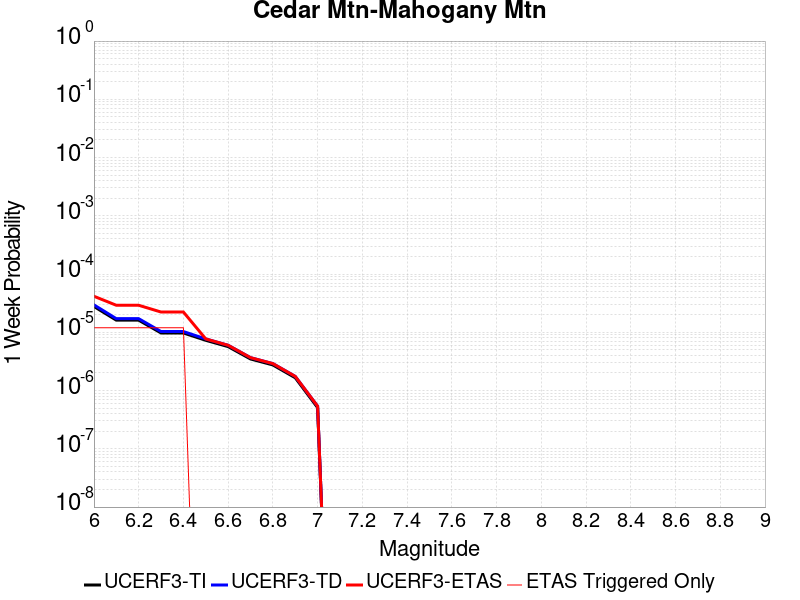 Cedar Mtn-Mahogany Mtn
10^0
10^-1
10^-2
10^-3
10^-4
10^-5
10^-6
10^-7
10^-8
1 Week Probability
6 6.2 6.4 6.6 6.8 7 7.2 7.4 7.6 7.8 8 8.2 8.4 8.6 8.8 9
Magnitude
UCERF3-TI UCERF3-TD UCERF3-ETAS ETAS Triggered Only